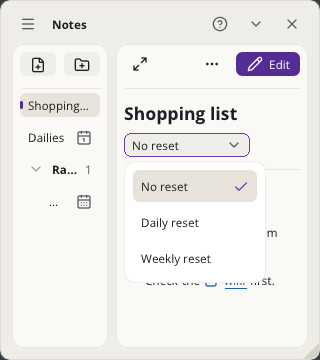 Notes
Edit
Shopping...
Dailies
Ra... 1
...
Shopping list
No reset
No reset
Daily reset
Weekly reset
m
Check the wiki first.